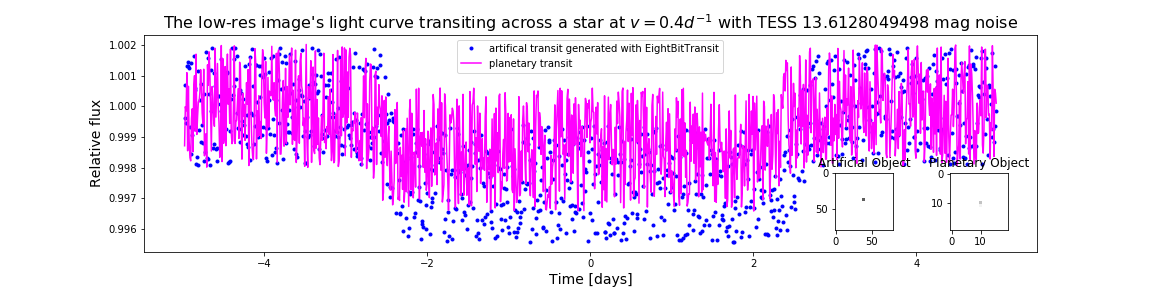 The low-res image's light curve transiting across a star at v = 0.4d⁻¹ with TESS 13.6128049498 mag noise
artifical transit generated with EightBitTransit
planetary transit
Relative flux
1.002
1.001
1.000
0.999
0.998
0.997
0.996
Artificial Object
0
50
0 50
Planetary Object
0
10
0 10
−4 −2 0 2 4
Time [days]